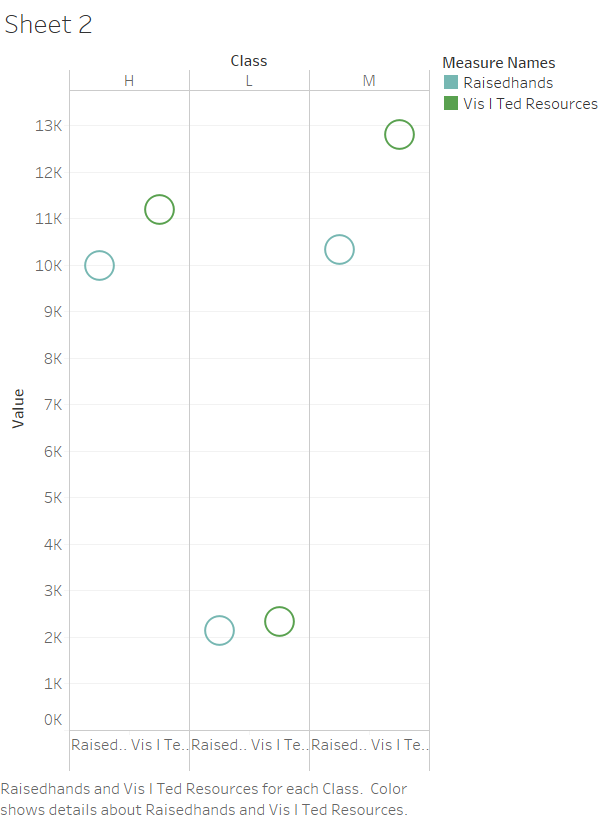 Sheet 2
Class
H L M
Measure Names
Raisedhands
Vis I Ted Resources
13K
12K
11K
10K
9K
8K
7K
6K
5K
4K
3K
2K
1K
0K
Value
Raised.. Vis I Te.. Raised.. Vis I Te.. Raised.. Vis I Te..
Raisedhands and Vis I Ted Resources for each Class.  Color
shows details about Raisedhands and Vis I Ted Resources.